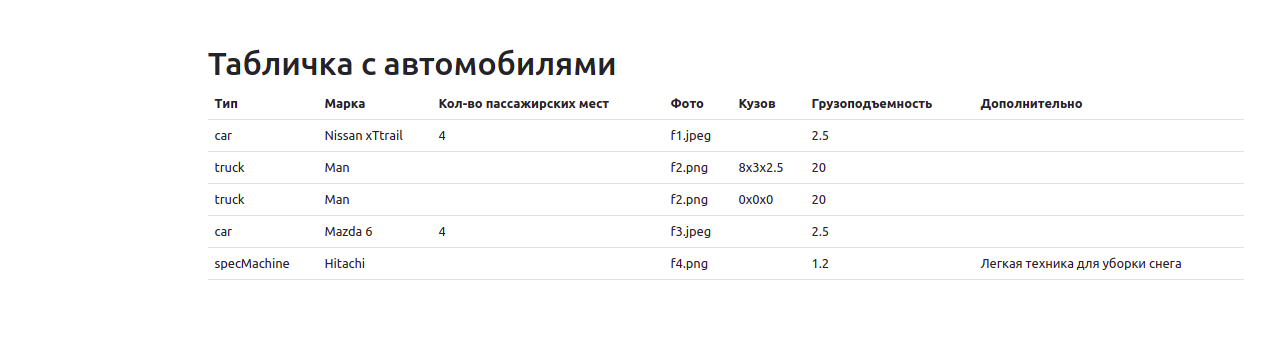 Табличка с автомобилями
Тип Марка Кол-во пассажирских мест Фото Кузов Грузоподъемность Дополнительно
car Nissan xTtrail 4 f1.jpeg 2.5
truck Man f2.png 8x3x2.5 20
truck Man f2.png 0x0x0 20
car Mazda 6 4 f3.jpeg 2.5
specMachine Hitachi f4.png 1.2 Легкая техника для уборки снега